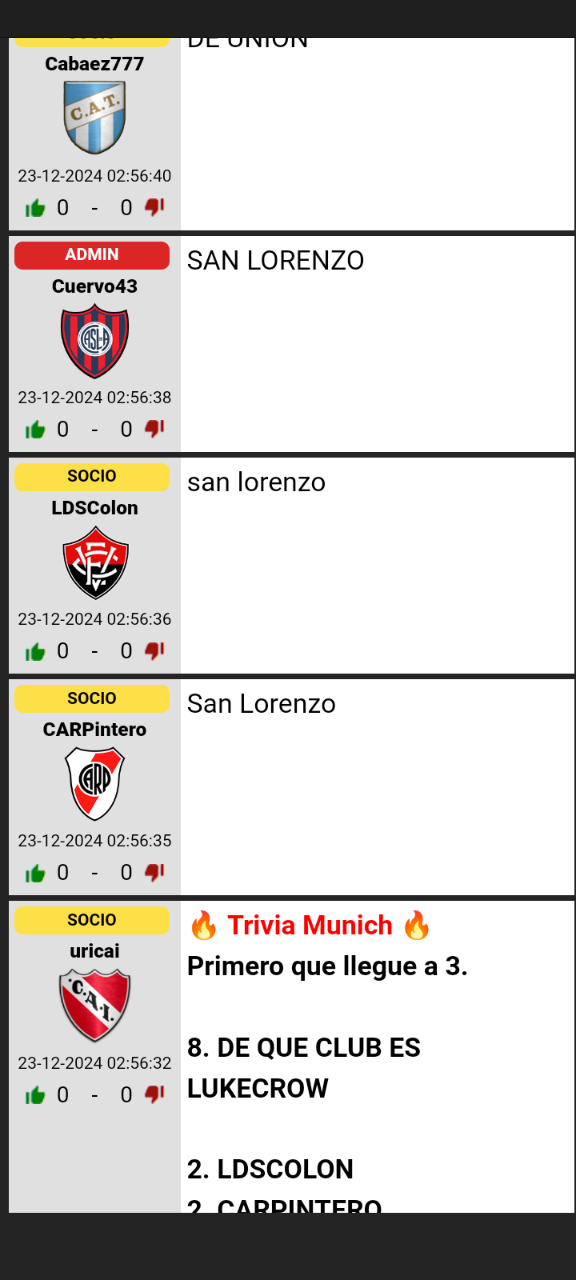 DE UNION
Cabaez777
C.A.T.
23-12-2024 02:56:40
0 - 0
ADMIN
SAN LORENZO
Cuervo43
CASLA
23-12-2024 02:56:38
0 - 0
SOCIO
san lorenzo
LDSColon
23-12-2024 02:56:36
0 - 0
SOCIO
San Lorenzo
CARPintero
CARP
23-12-2024 02:56:35
0 - 0
SOCIO
🔥 Trivia Munich 🔥
uricai
Primero que llegue a 3.
C.A.I.
23-12-2024 02:56:32
0 - 0
8. DE QUE CLUB ES
LUKECROW
2. LDSCOLON
2. CARPINTERO